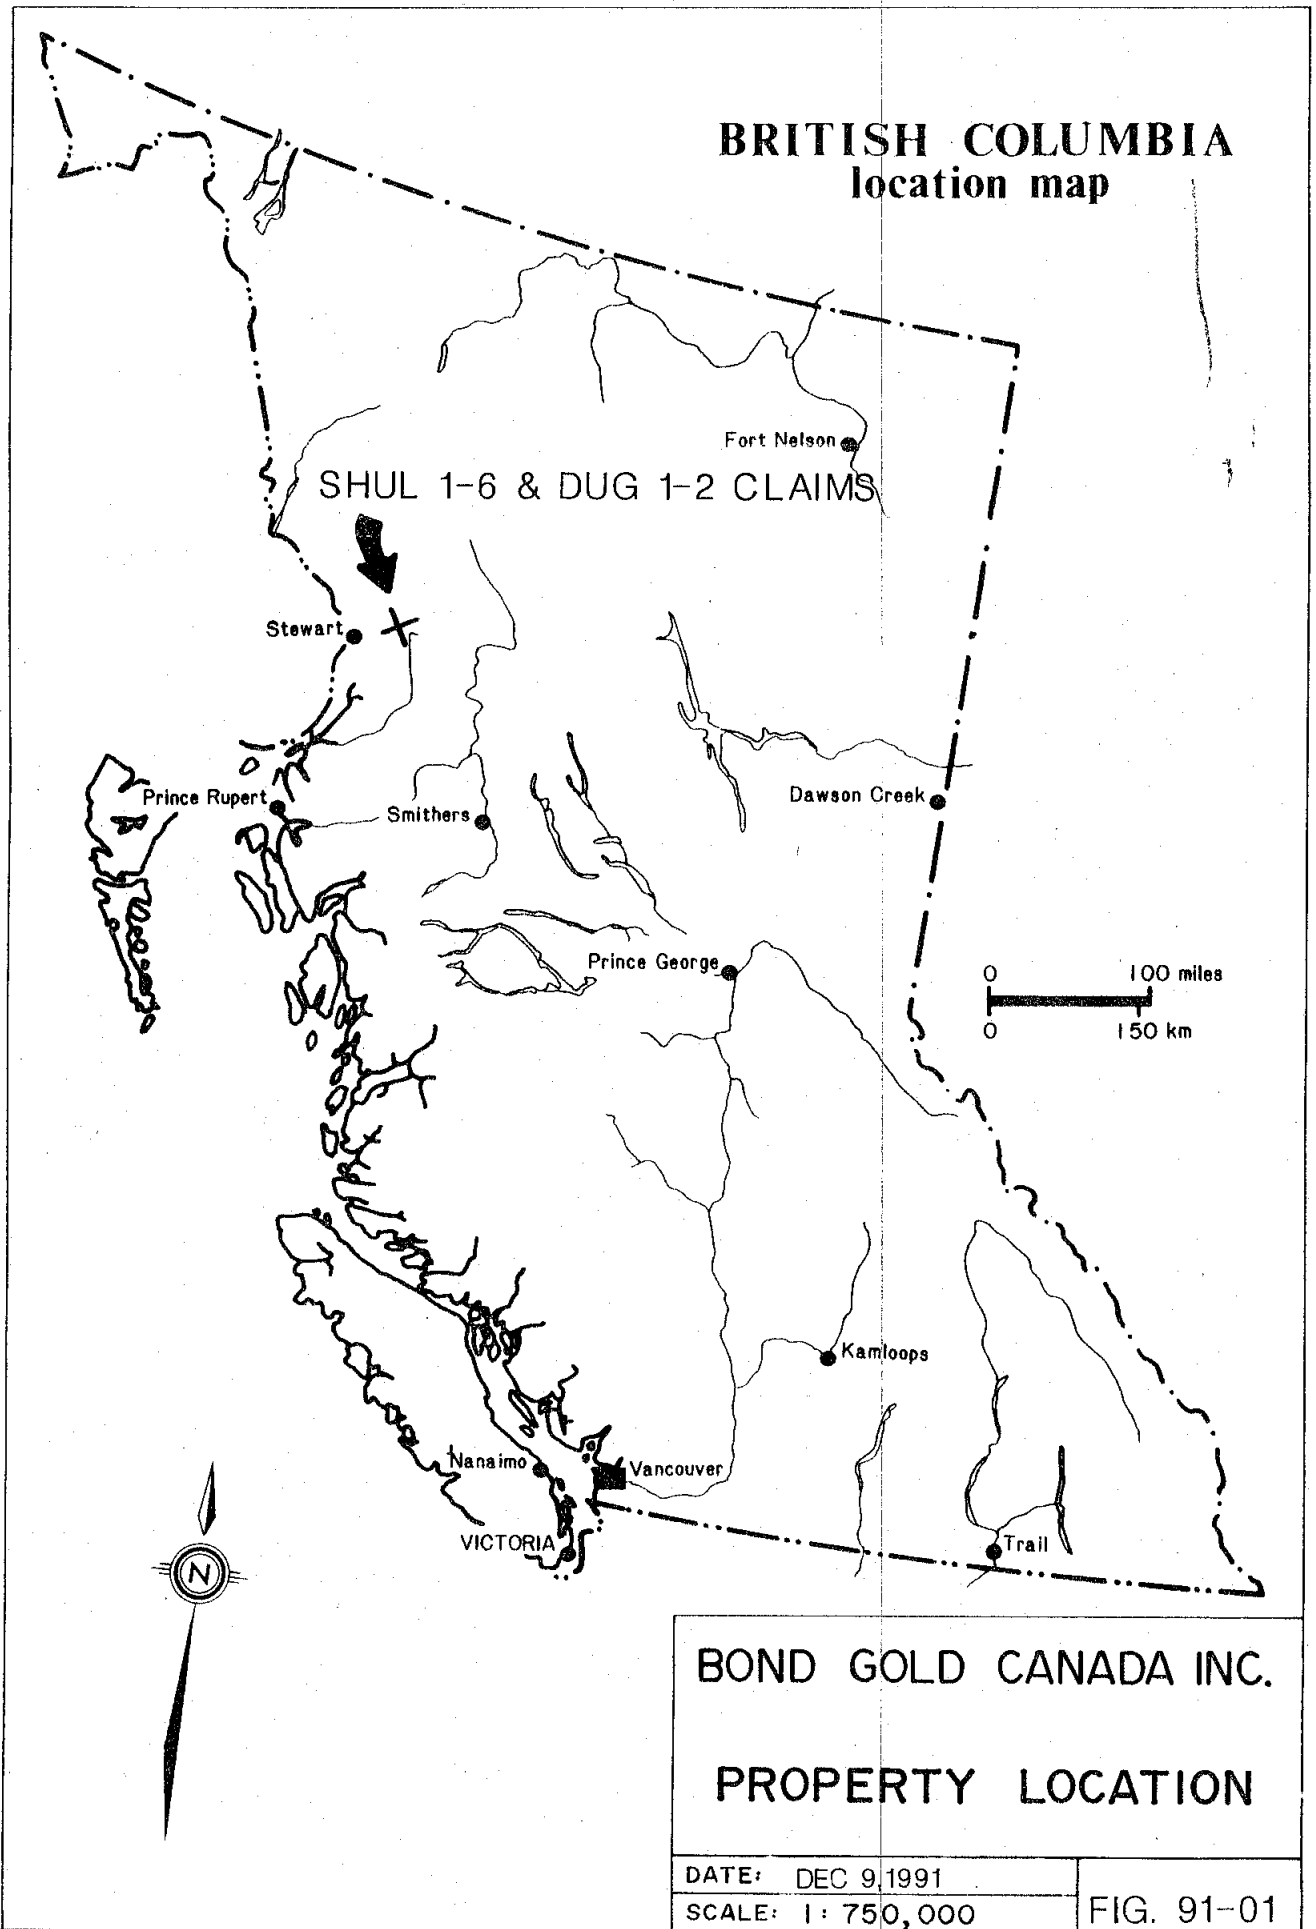 BRITISH COLUMBIA
location map
Fort Nelson
SHUL 1-6 & DUG 1-2 CLAIMS
Stewart
Prince Rupert
Smithers
Dawson Creek
Prince George
0 100 miles
0 150 km
Kamloops
Nanaimo
Vancouver
VICTORIA
Trail
N
BOND GOLD CANADA INC.
PROPERTY LOCATION
DATE: DEC 9,1991
SCALE: 1: 750,000
FIG. 91-01